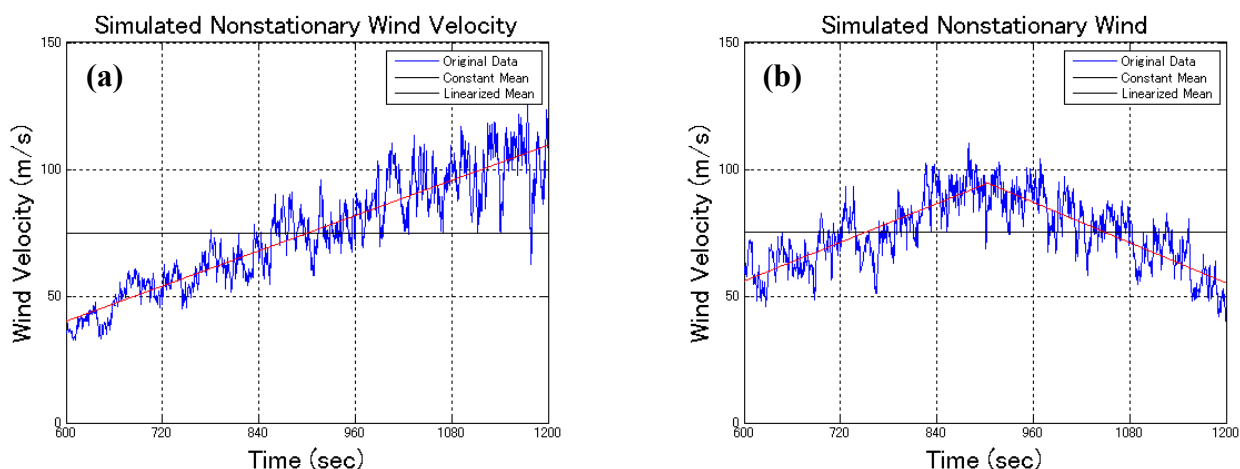 Simulated Nonstationary Wind Velocity
(a)
Original Data
Constant Mean
Linearized Mean
Wind Velocity (m/s)
150
100
50
0
600 720 840 960 1080 1200
Time (sec)
Simulated Nonstationary Wind
(b)
Original Data
Constant Mean
Linearized Mean
Wind Velocity (m/s)
150
100
50
0
600 720 840 960 1080 1200
Time (sec)